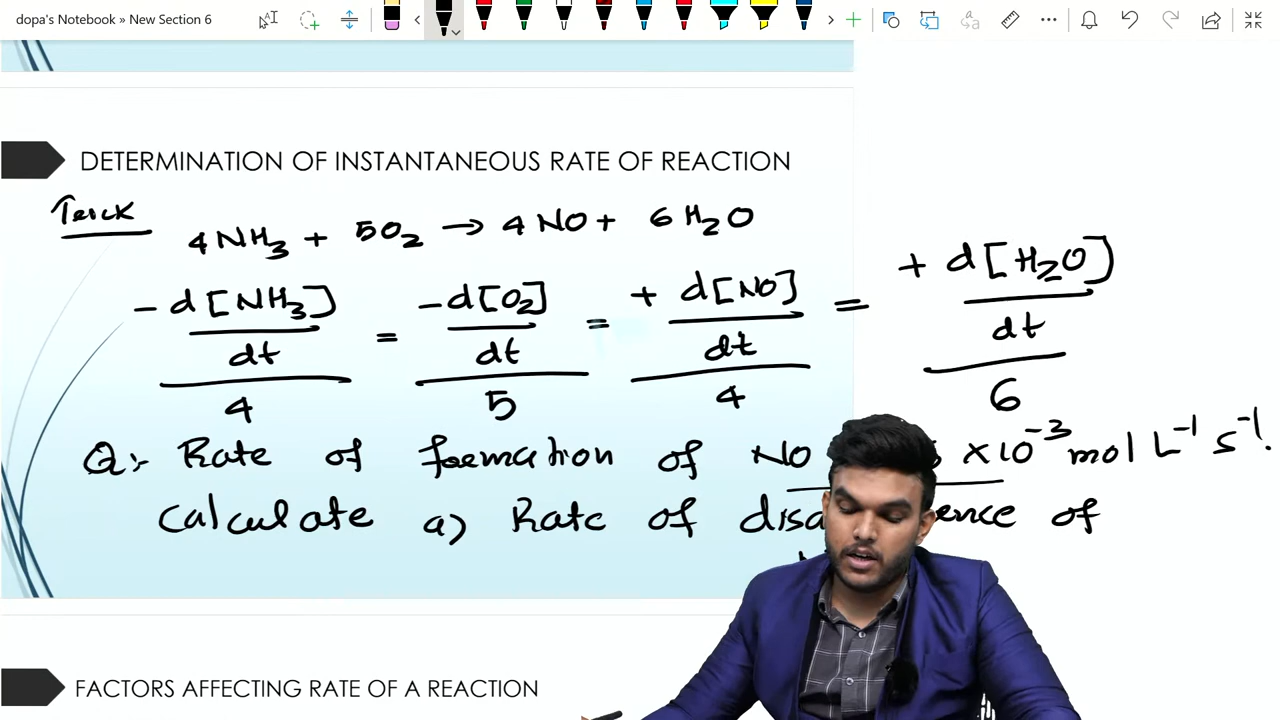 dopa's Notebook » New Section 6
DETERMINATION OF INSTANTANEOUS RATE OF REACTION
Trick
4NH3 + 5O2 → 4NO + 6H2O
-d[NH3]/dt/4 = -d[O2]/dt/5 = +d[NO]/dt/4 = +d[H2O]/dt/6
Q:- Rate of formation of NO ×10⁻³ mol L⁻¹ s⁻¹.
Calculate a) Rate of of
FACTORS AFFECTING RATE OF A REACTION